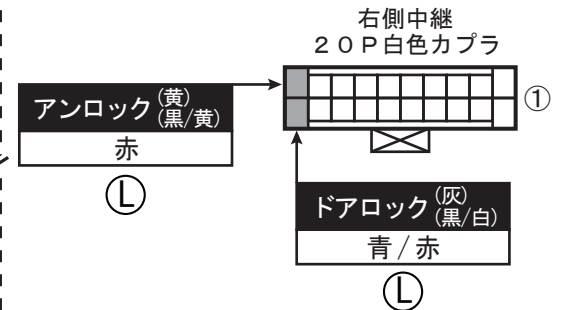 右側中継
２０Ｐ白色カプラ
①
アンロック(黄)(黒/黄)
赤
Ⓛ
ドアロック(灰)(黒/白)
青/赤
Ⓛ